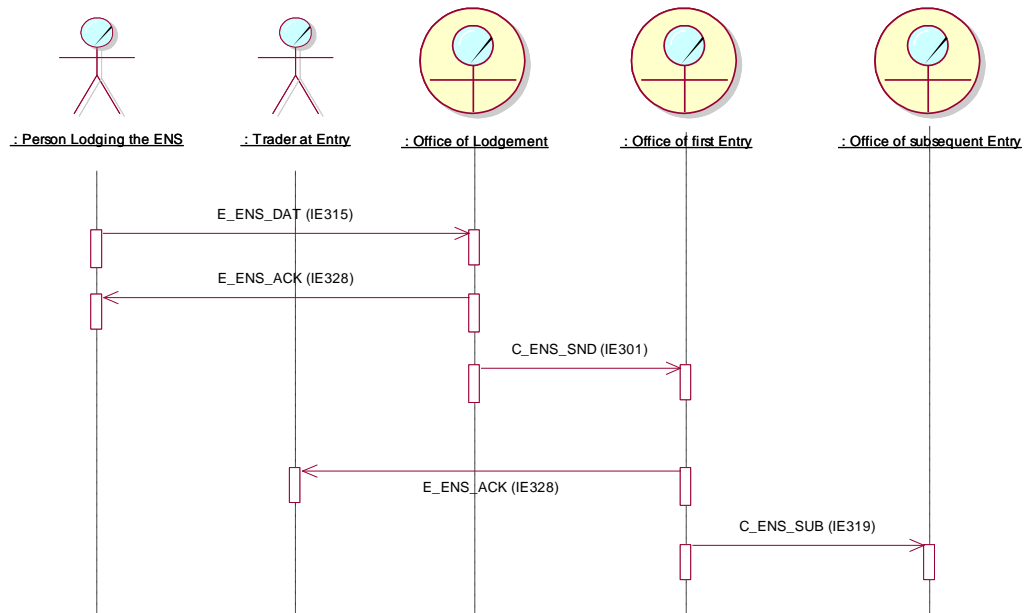 : Person Lodging the ENS
: Trader at Entry
: Office of Lodgement
: Office of first Entry
: Office of subsequent Entry
E_ENS_DAT (IE315)
E_ENS_ACK (IE328)
C_ENS_SND (IE301)
E_ENS_ACK (IE328)
C_ENS_SUB (IE319)